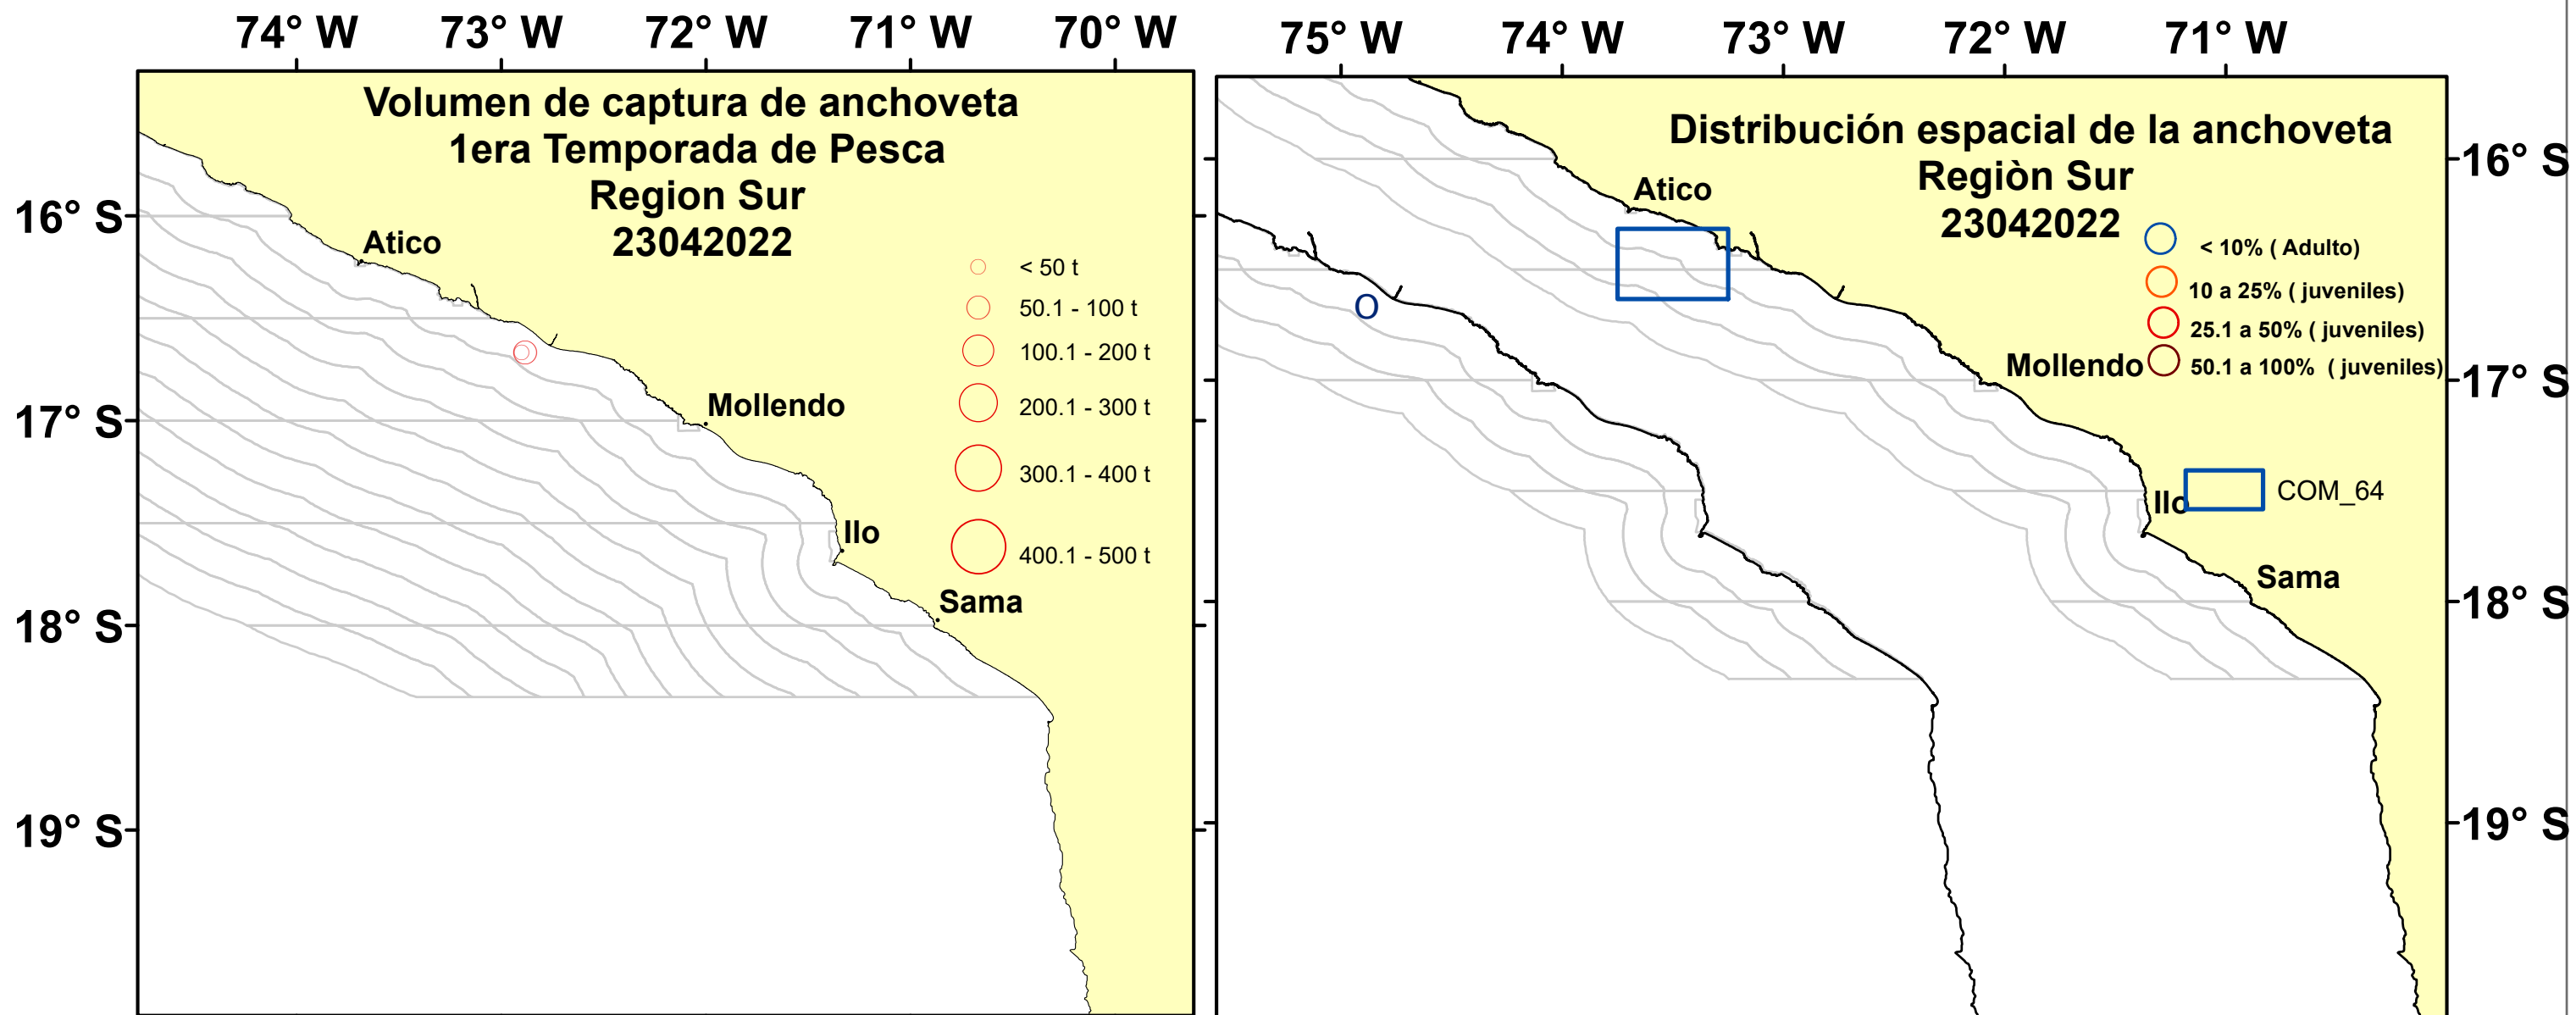 74° W 73° W 72° W 71° W 70° W
Volumen de captura de anchoveta
1era Temporada de Pesca
Region Sur
23042022
16° S
17° S
18° S
19° S
Atico
Mollendo
Ilo
Sama
< 50 t
50.1 - 100 t
100.1 - 200 t
200.1 - 300 t
300.1 - 400 t
400.1 - 500 t
75° W 74° W 73° W 72° W 71° W
Distribución espacial de la anchoveta
Regiòn Sur
23042022
Atico
Mollendo
Ilo
Sama
< 10% ( Adulto)
10 a 25% ( juveniles)
25.1 a 50% ( juveniles)
50.1 a 100% ( juveniles)
COM_64
16° S
17° S
18° S
19° S